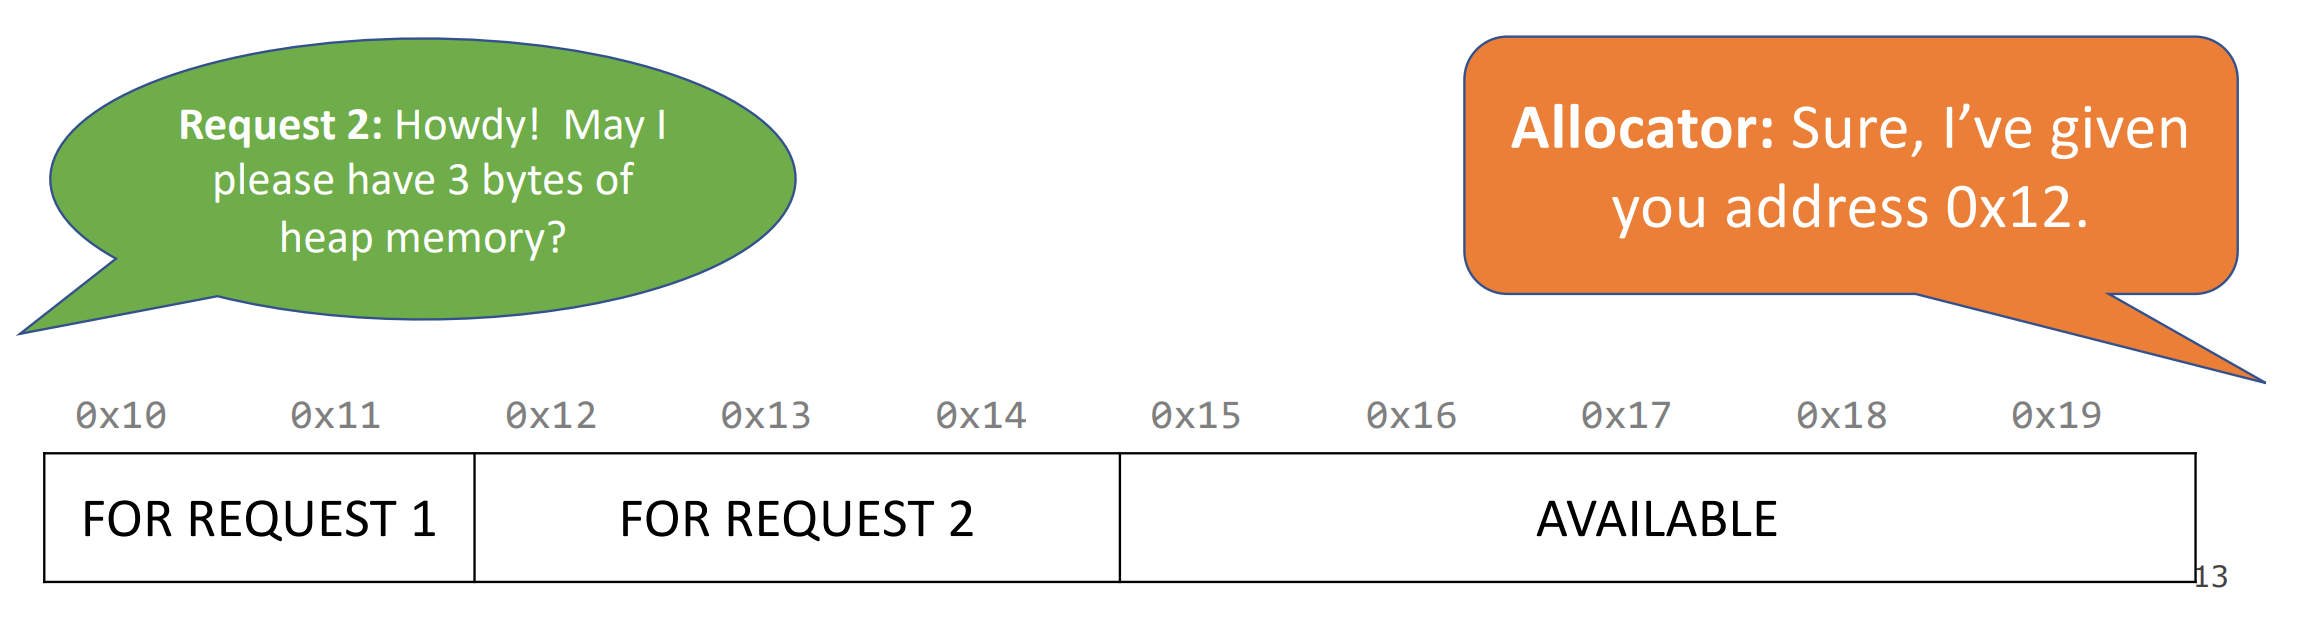 Request 2: Howdy!  May I
please have 3 bytes of
heap memory?
Allocator: Sure, I’ve given
you address 0x12.
0x10 0x11 0x12 0x13 0x14 0x15 0x16 0x17 0x18 0x19
FOR REQUEST 1 FOR REQUEST 2 AVAILABLE
13